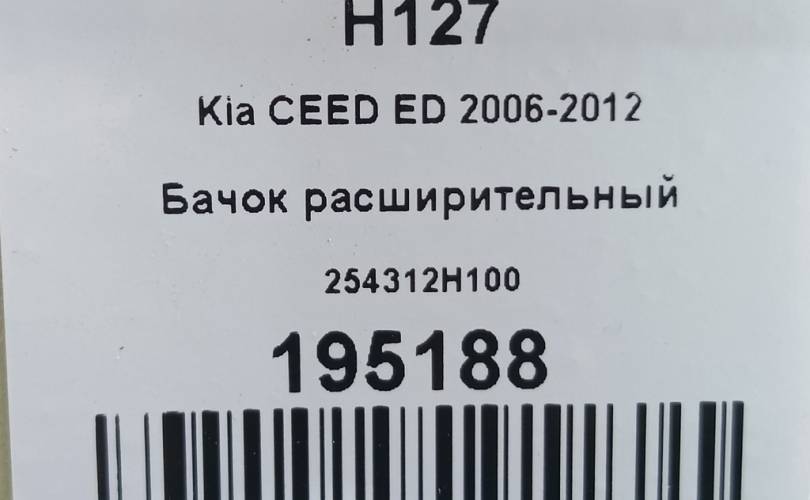 H127
Kia CEED ED 2006-2012
Бачок расширительный
254312H100
195188